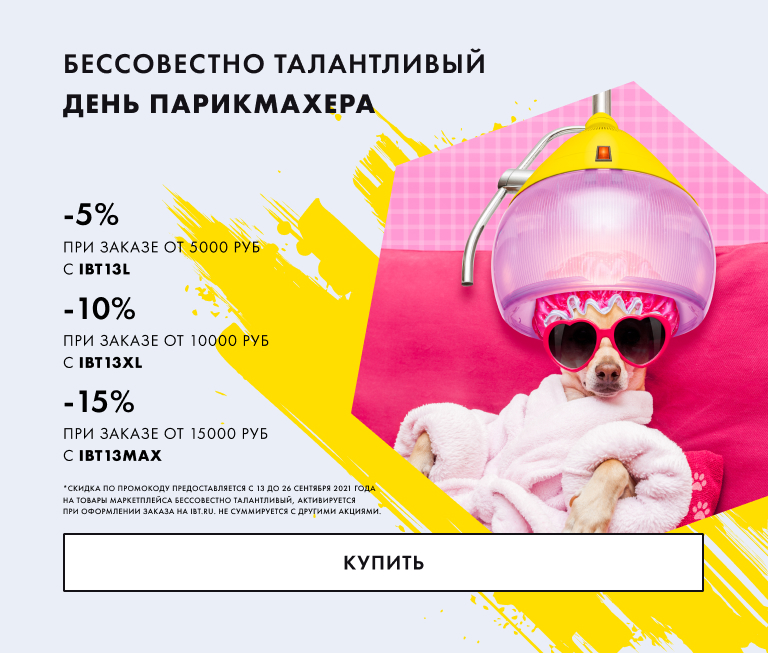 БЕССОВЕСТНО ТАЛАНТЛИВЫЙ
ДЕНЬ ПАРИКМАХЕРА
-5%
ПРИ ЗАКАЗЕ ОТ 5000 РУБ
С IBT13L
-10%
ПРИ ЗАКАЗЕ ОТ 10000 РУБ
С IBT13XL
-15%
ПРИ ЗАКАЗЕ ОТ 15000 РУБ
С IBT13MAX
*СКИДКА ПО ПРОМОКОДУ ПРЕДОСТАВЛЯЕТСЯ С 13 ДО 26 СЕНТЯБРЯ 2021 ГОДА
НА ТОВАРЫ МАРКЕТПЛЕЙСА БЕССОВЕСТНО ТАЛАНТЛИВЫЙ, АКТИВИРУЕТСЯ
ПРИ ОФОРМЛЕНИИ ЗАКАЗА НА IBT.RU. НЕ СУММИРУЕТСЯ С ДРУГИМИ АКЦИЯМИ.
КУПИТЬ